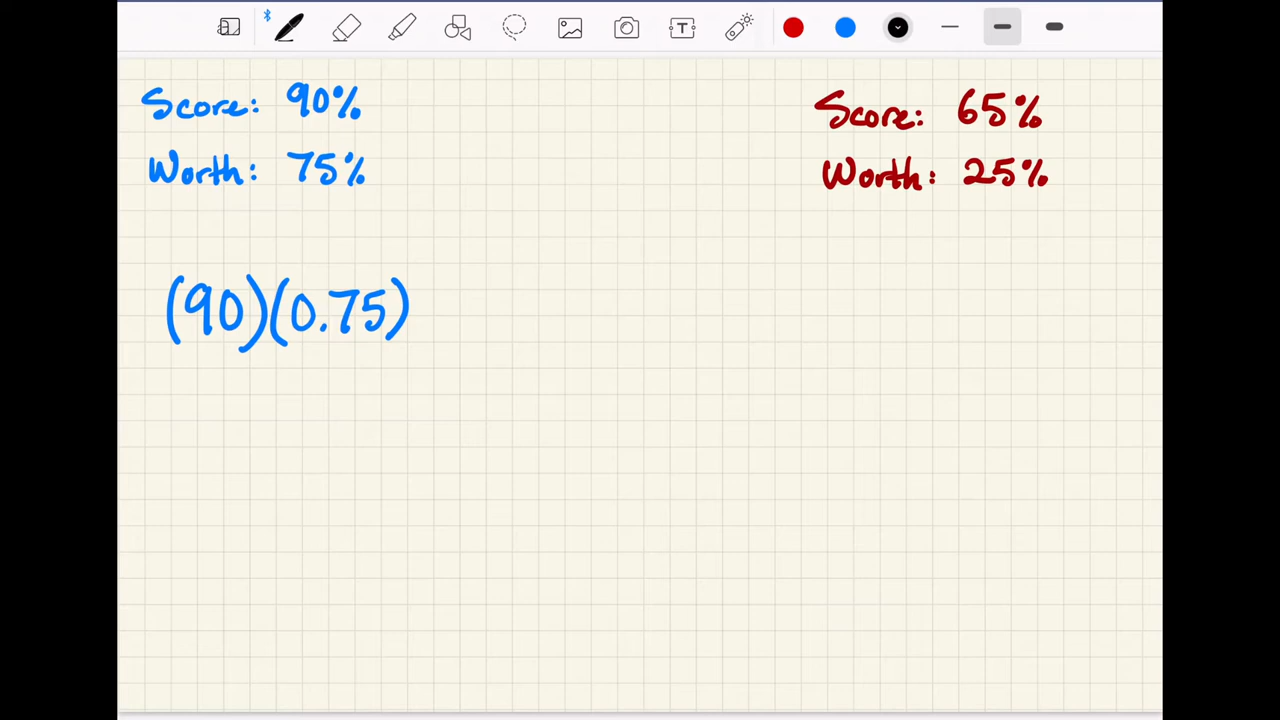 Score: 90%
Worth: 75%
Score: 65%
Worth: 25%
(90)(0.75)